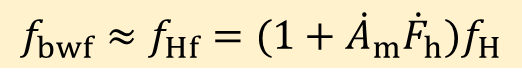 f_bwf ≈ f_Hf = (1 + Ȧ_m Ḟ_h) f_H